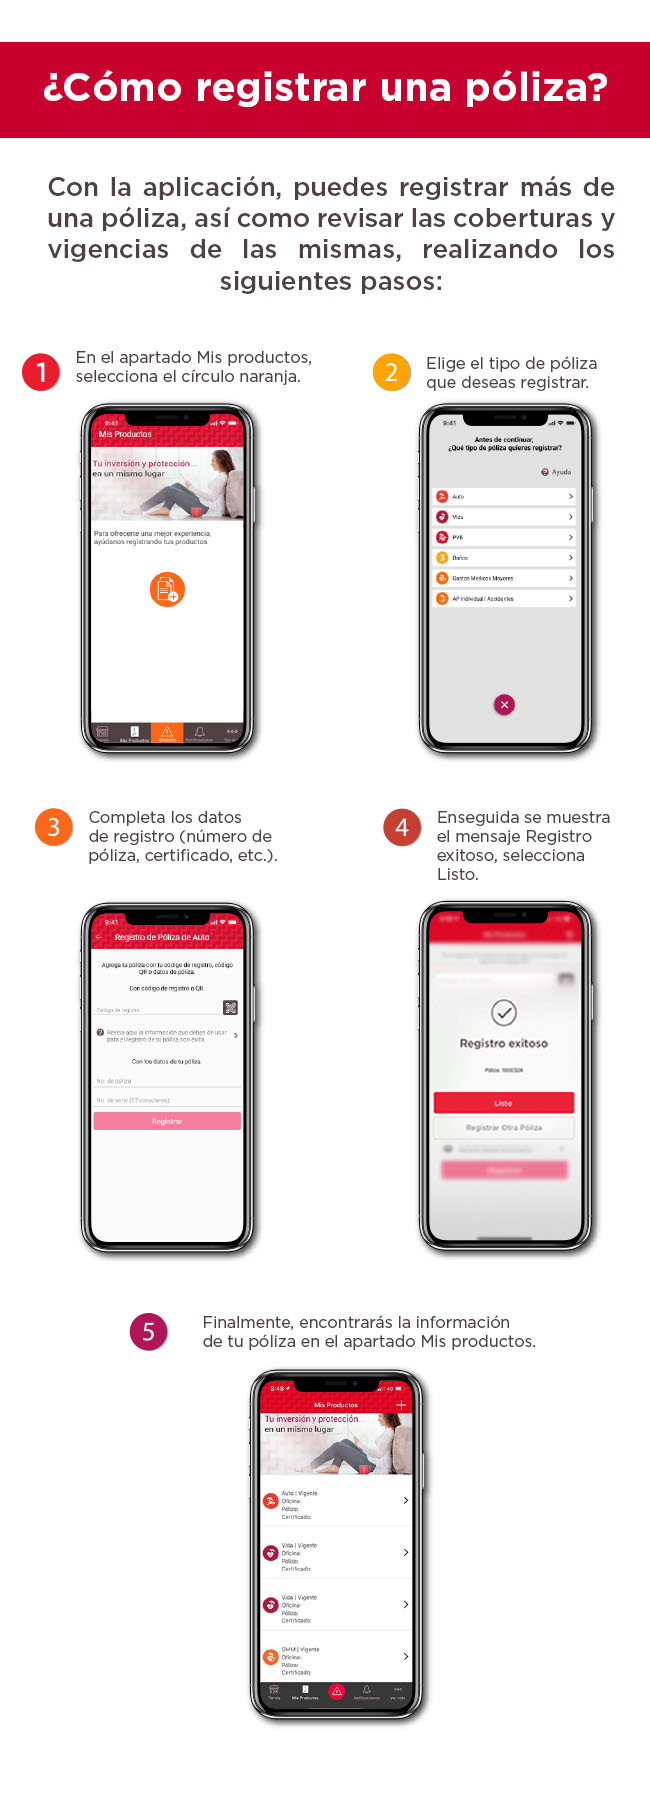 ¿Cómo registrar una póliza?
Con la aplicación, puedes registrar más de
una póliza, así como revisar las coberturas y
vigencias de las mismas, realizando los
siguientes pasos:
1
En el apartado Mis productos,
selecciona el círculo naranja.
9:41
Mis Productos
Tu inversión y protección
en un mismo lugar
Para ofrecerte una mejor experiencia,
ayúdanos registrando tus productos
Mis Productos
2
Elige el tipo de póliza
que deseas registrar.
9:41
Antes de continuar,
¿Qué tipo de póliza quieres registrar?
Ayuda
Auto
Vida
PVB
Daños
Gastos Médicos Mayores
AP Individual / Accidentes
3
Completa los datos
de registro (número de
póliza, certificado, etc.).
9:41
Registro de Póliza de Auto
Agrega tu póliza con tu código de registro, código
QR o datos de póliza.
Con código de registro o QR.
Código de registro
Revisa aquí la información que debes de usar
para el registro de tu póliza con éxito.
Con los datos de tu póliza.
No. de póliza
No. de serie (17 caracteres)
Registrar
4
Enseguida se muestra
el mensaje Registro
exitoso, selecciona
Listo.
Mis Productos
Registro exitoso
Póliza: 1000324
Listo
Registrar Otra Póliza
Registrar
5
Finalmente, encontrarás la información
de tu póliza en el apartado Mis productos.
3:48
4G
Mis Productos
Tu inversión y protección
en un mismo lugar
Auto | Vigente
Oficina:
Póliza:
Certificado:
Vida | Vigente
Oficina:
Póliza:
Certificado:
Vida | Vigente
Oficina:
Póliza:
Certificado:
GMM | Vigente
Oficina:
Póliza:
Certificado:
Tienda
Mis Productos
Notificaciones
Ver más